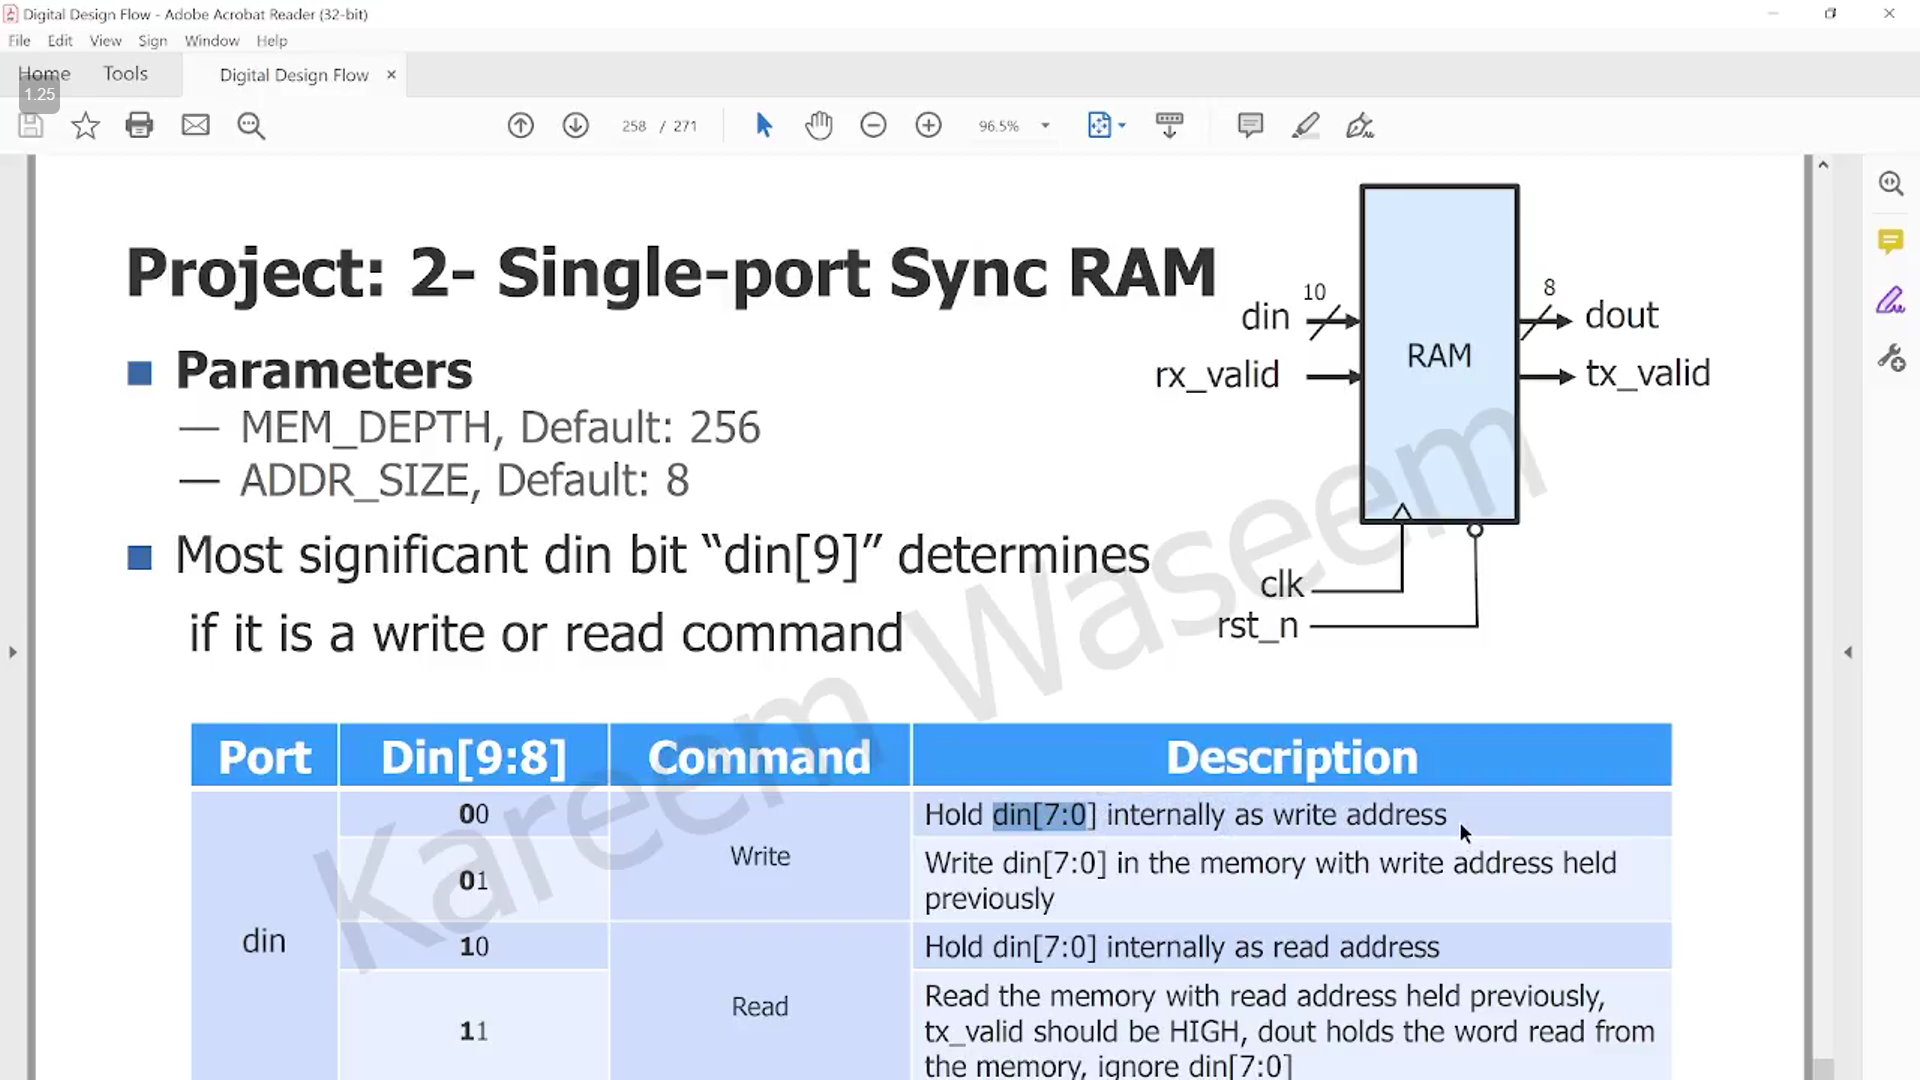 Digital Design Flow - Adobe Acrobat Reader (32-bit)
File Edit View Sign Window Help
Home Tools Digital Design Flow ×
1.25
258 / 271 96.5%
Project: 2- Single-port Sync RAM
Parameters
— MEM_DEPTH, Default: 256
— ADDR_SIZE, Default: 8
Most significant din bit “din[9]” determines
if it is a write or read command
10
din
rx_valid
RAM
8
dout
tx_valid
clk
rst_n
Kareem Waseem
Port Din[9:8] Command Description
din
00
Write
Hold din[7:0] internally as write address
01
Write din[7:0] in the memory with write address held
previously
10
Read
Hold din[7:0] internally as read address
11
Read the memory with read address held previously,
tx_valid should be HIGH, dout holds the word read from
the memory, ignore din[7:0]